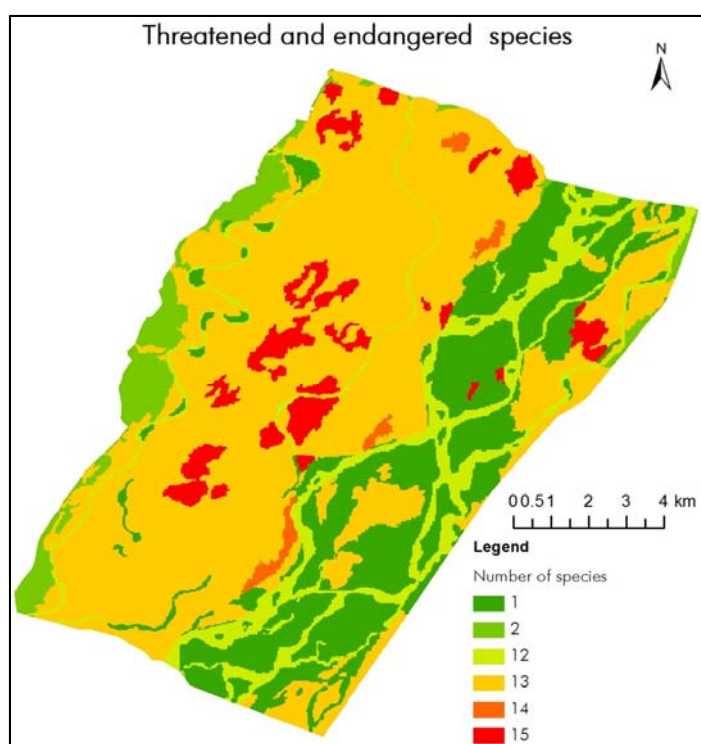 Threatened and endangered species
N
0 0.5 1 2 3 4 km
Legend
Number of species
1
2
12
13
14
15